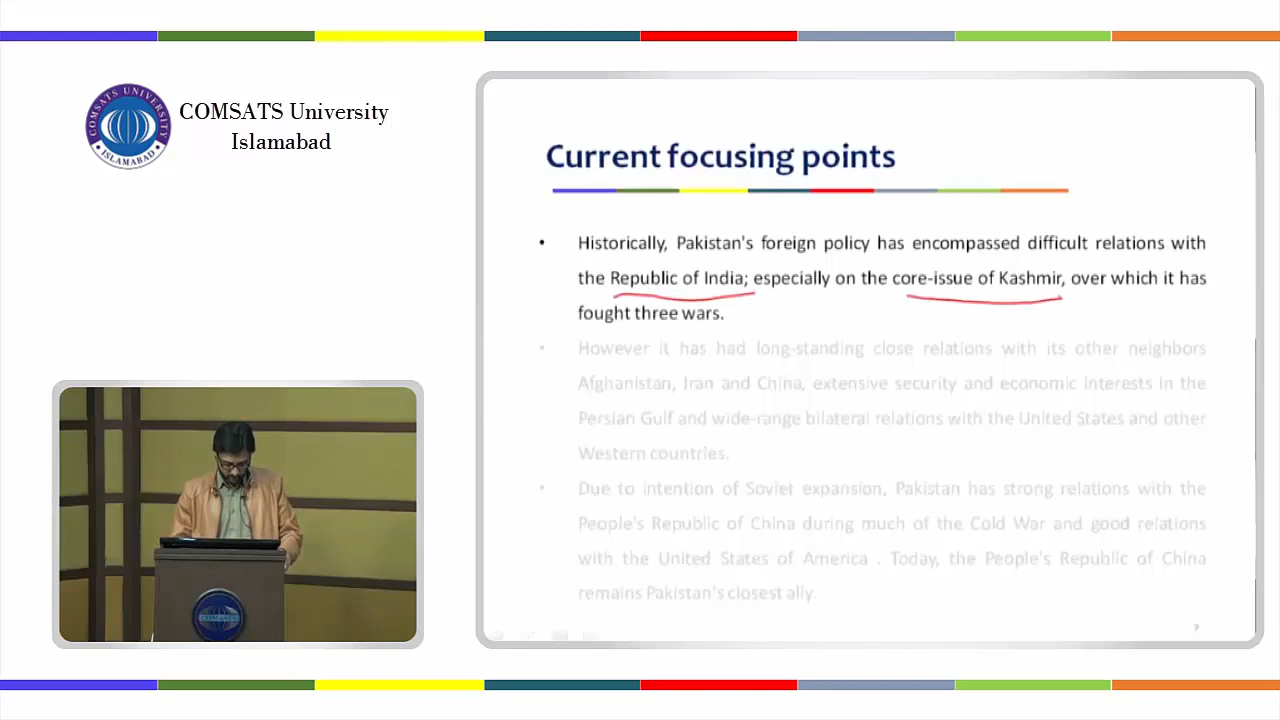 COMSATS University
Islamabad
COMSATS UNIVERSITY
ISLAMABAD
Current focusing points
• Historically, Pakistan's foreign policy has encompassed difficult relations with
the Republic of India; especially on the core-issue of Kashmir, over which it has
fought three wars.
• However it has had long-standing close relations with its other neighbors
Afghanistan, Iran and China, extensive security and economic interests in the
Persian Gulf and wide-range bilateral relations with the United States and other
Western countries.
• Due to intention of Soviet expansion, Pakistan has strong relations with the
People's Republic of China during much of the Cold War and good relations
with the United States of America . Today, the People's Republic of China
remains Pakistan's closest ally.
9
COMSATS